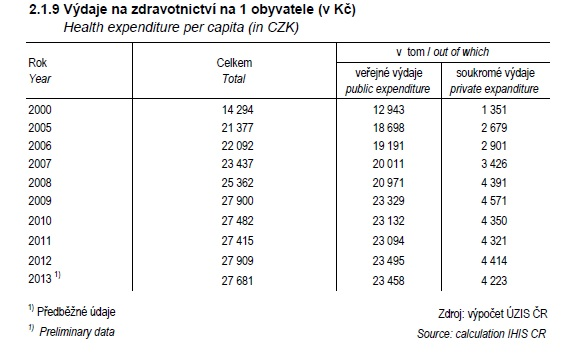 2.1.9 Výdaje na zdravotnictví na 1 obyvatele (v Kč)
Health expenditure per capita (in CZK)
Rok
Year
Celkem
Total
v tom / out of which
veřejné výdaje
public expenditure
soukromé výdaje
private expanditure
2000 14 294 12 943 1 351
2005 21 377 18 698 2 679
2006 22 092 19 191 2 901
2007 23 437 20 011 3 426
2008 25 362 20 971 4 391
2009 27 900 23 329 4 571
2010 27 482 23 132 4 350
2011 27 415 23 094 4 321
2012 27 909 23 495 4 414
2013 1) 27 681 23 458 4 223
1) Předběžné údaje Zdroj: výpočet ÚZIS ČR
1) Preliminary data Source: calculation IHIS CR